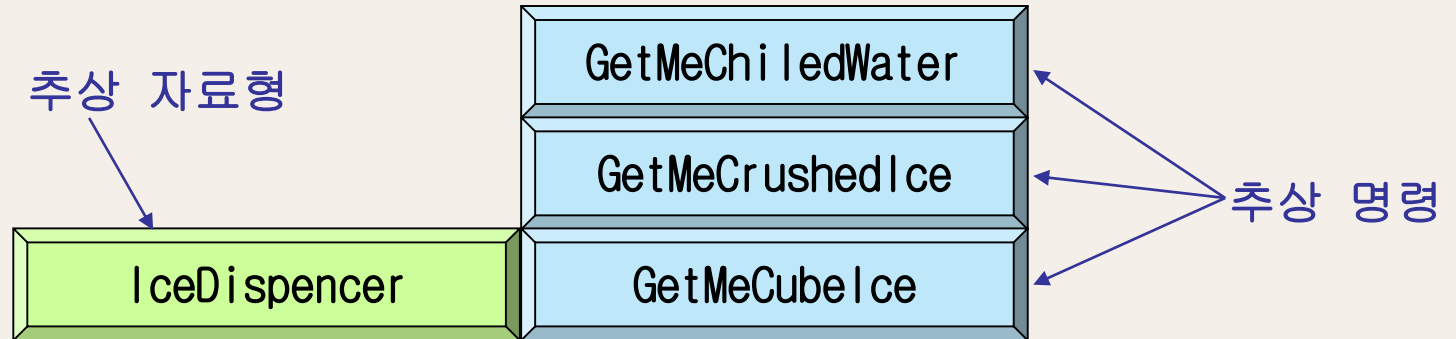 GetMeChiledWater
추상 자료형
GetMeCrushedIce
추상 명령
IceDispencer
GetMeCubeIce